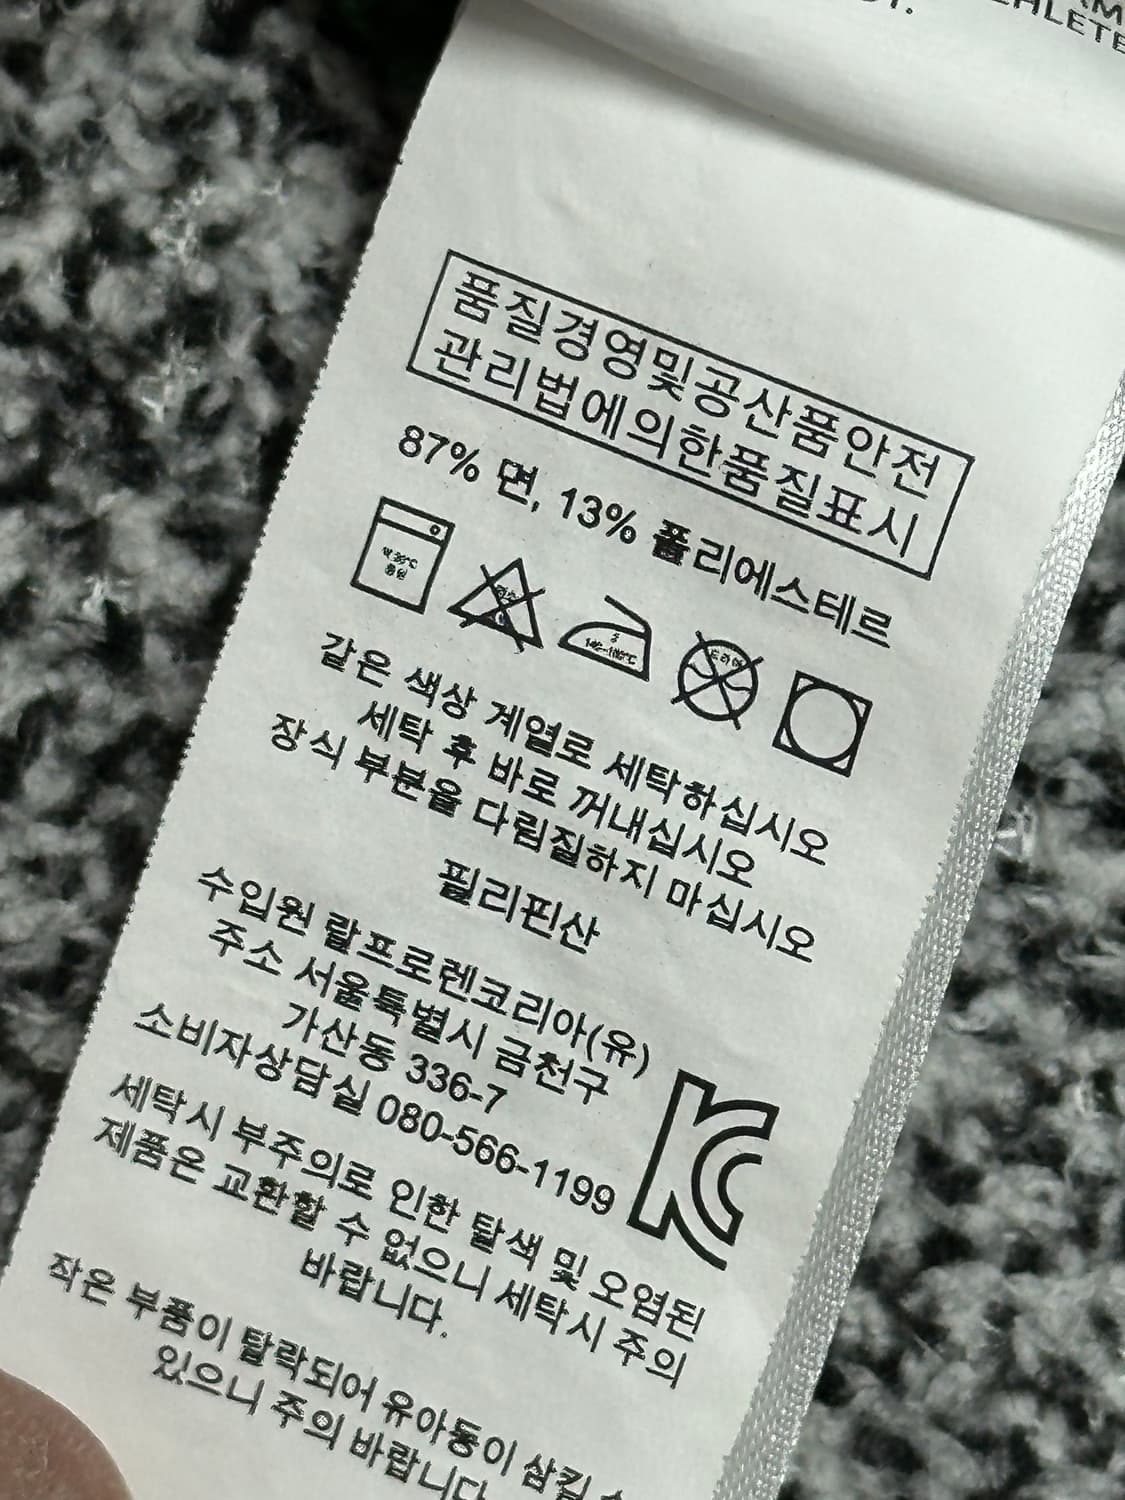 HLETE
품질경영및공산품안전
관리법에의한품질표시
87% 면, 13% 폴리에스테르
드라이
같은 색상 계열로 세탁하십시오
세탁 후 바로 꺼내십시오
장식 부분을 다림질하지 마십시오
필리핀산
수입원 랄프로렌코리아(유)
주소 서울특별시 금천구
가산동 336-7
소비자상담실 080-566-1199
KC
세탁시 부주의로 인한 탈색 및 오염된
제품은 교환할 수 없으니 세탁시 주의
바랍니다.
작은 부품이 탈락되어 유아동이 삼킬
있으니 주의 바랍니다